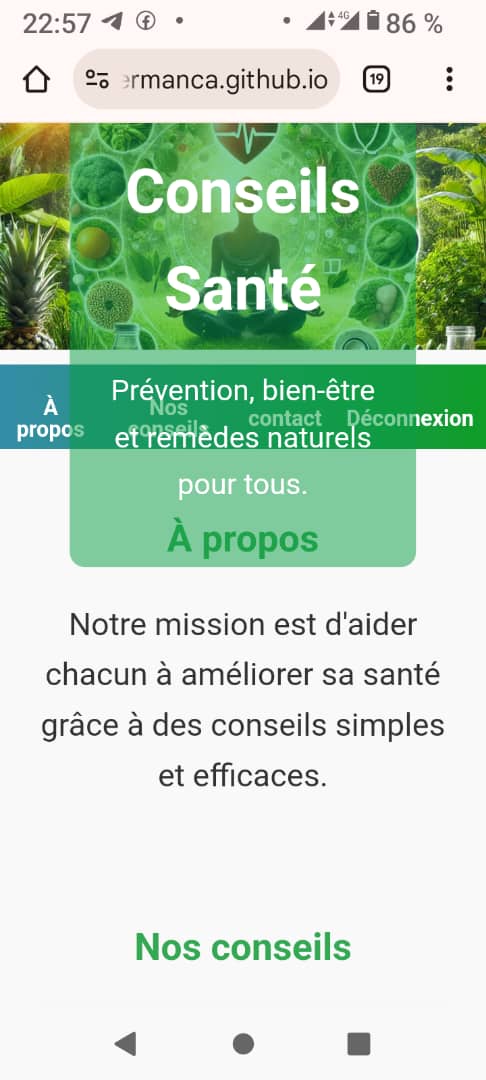 22:57
4G
86 %
ermanca.github.io
19
Conseils
Santé
Prévention, bien-être
À
propos
Nos
conseils
contact
Déconnexion
et remèdes naturels
pour tous.
À propos
Notre mission est d'aider
chacun à améliorer sa santé
grâce à des conseils simples
et efficaces.
Nos conseils